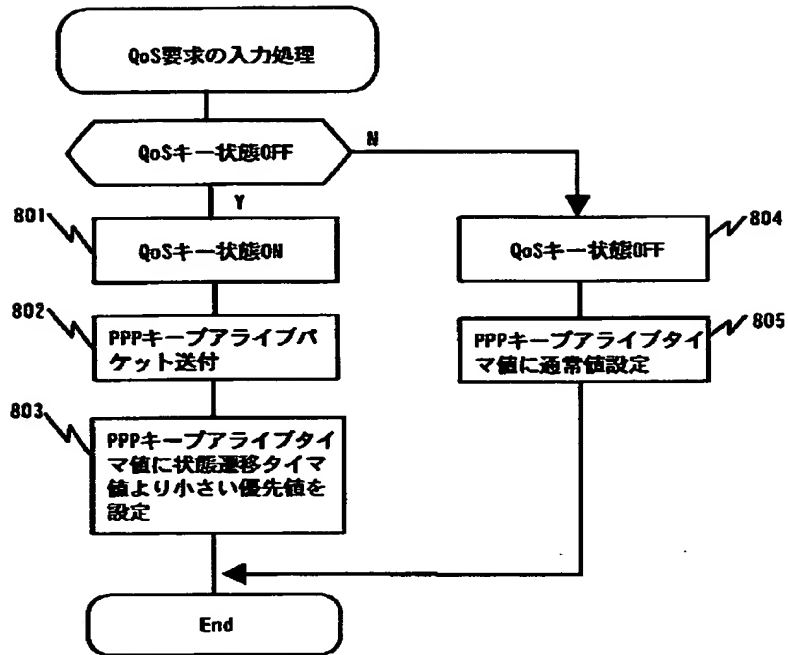 QoS要求の入力処理
QoSキー状態OFF
N
Y
801
QoSキー状態ON
804
QoSキー状態OFF
802
PPPキープアライブパ
ケット送付
805
PPPキープアライブタイ
マ値に通常値設定
803
PPPキープアライブタイ
マ値に状態遷移タイマ
値より小さい優先値を
設定
End